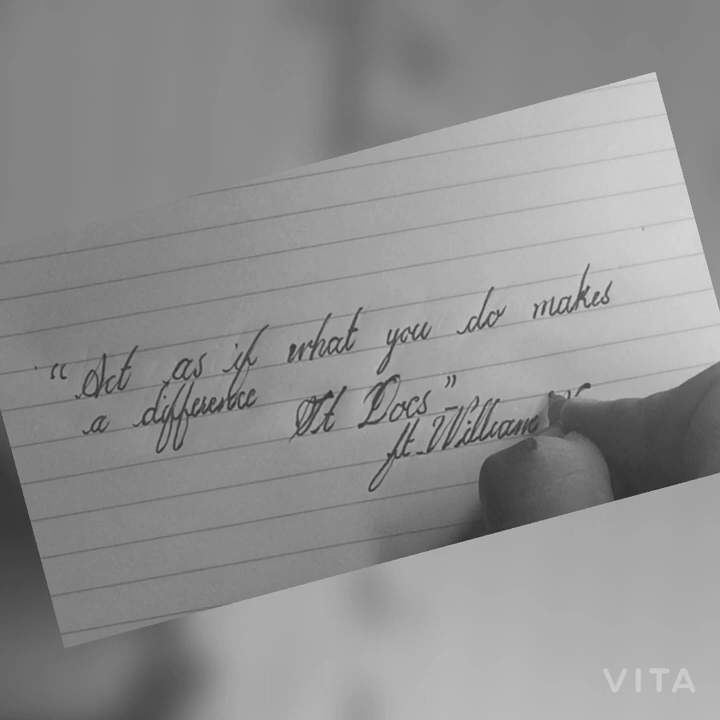 “Act as if what you do makes
a difference It Does”
ft. William
VITA